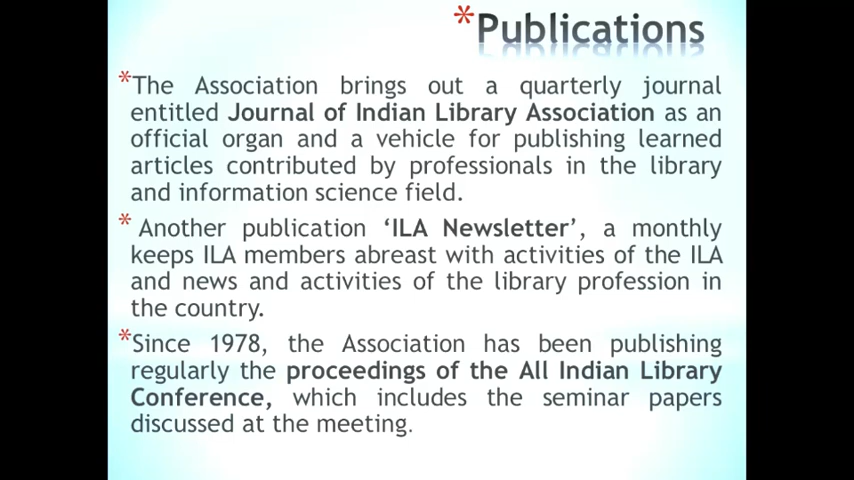 *Publications
*The Association brings out a quarterly journal
entitled Journal of Indian Library Association as an
official organ and a vehicle for publishing learned
articles contributed by professionals in the library
and information science field.
* Another publication ‘ILA Newsletter’, a monthly
keeps ILA members abreast with activities of the ILA
and news and activities of the library profession in
the country.
*Since 1978, the Association has been publishing
regularly the proceedings of the All Indian Library
Conference, which includes the seminar papers
discussed at the meeting.